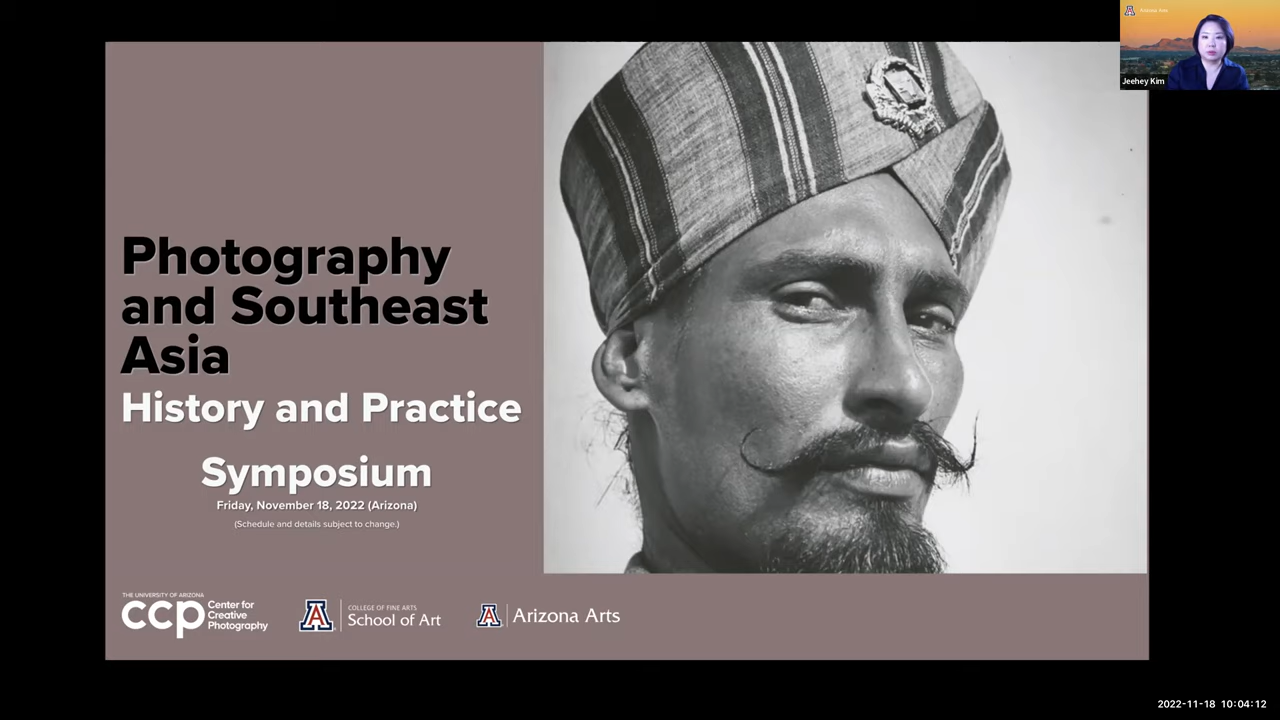 Photography
and Southeast
Asia
History and Practice
Symposium
Friday, November 18, 2022 (Arizona)
(Schedule and details subject to change.)
THE UNIVERSITY OF ARIZONA
ccp
Center for
Creative
Photography
A
COLLEGE OF FINE ARTS
School of Art
A
Arizona Arts
A
Arizona Arts
Jeehey Kim
2022-11-18 10:04:12